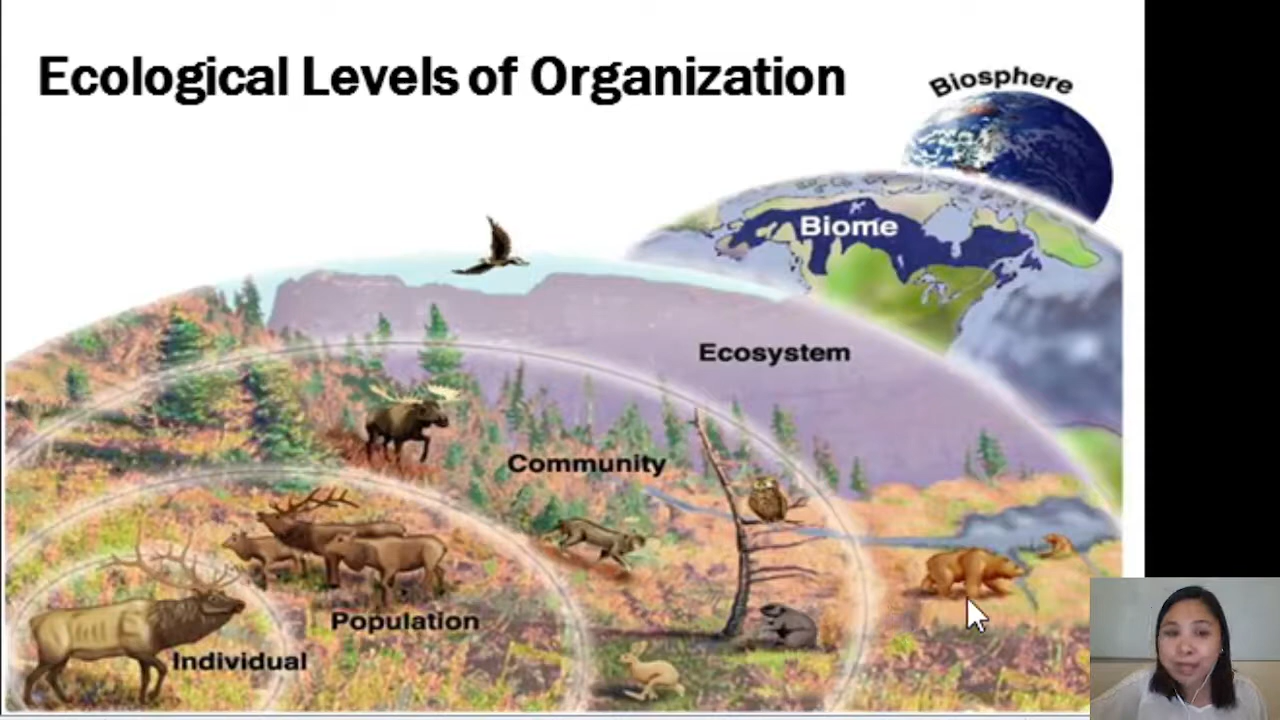 Ecological Levels of Organization
Biosphere
Biome
Ecosystem
Community
Population
Individual